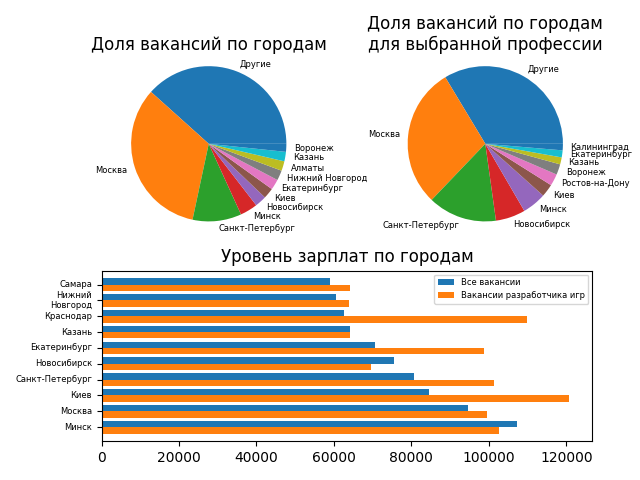 Доля вакансий по городам
Другие
Москва
Санкт-Петербург
Минск
Новосибирск
Киев
Екатеринбург
Нижний Новгород
Алматы
Казань
Воронеж
Доля вакансий по городам
для выбранной профессии
Другие
Москва
Санкт-Петербург
Новосибирск
Минск
Киев
Ростов-на-Дону
Воронеж
Казань
Екатеринбург
Калининград
Уровень зарплат по городам
Самара
Нижний
Новгород
Краснодар
Казань
Екатеринбург
Новосибирск
Санкт-Петербург
Киев
Москва
Минск
Все вакансии
Вакансии разработчика игр
0 20000 40000 60000 80000 100000 120000